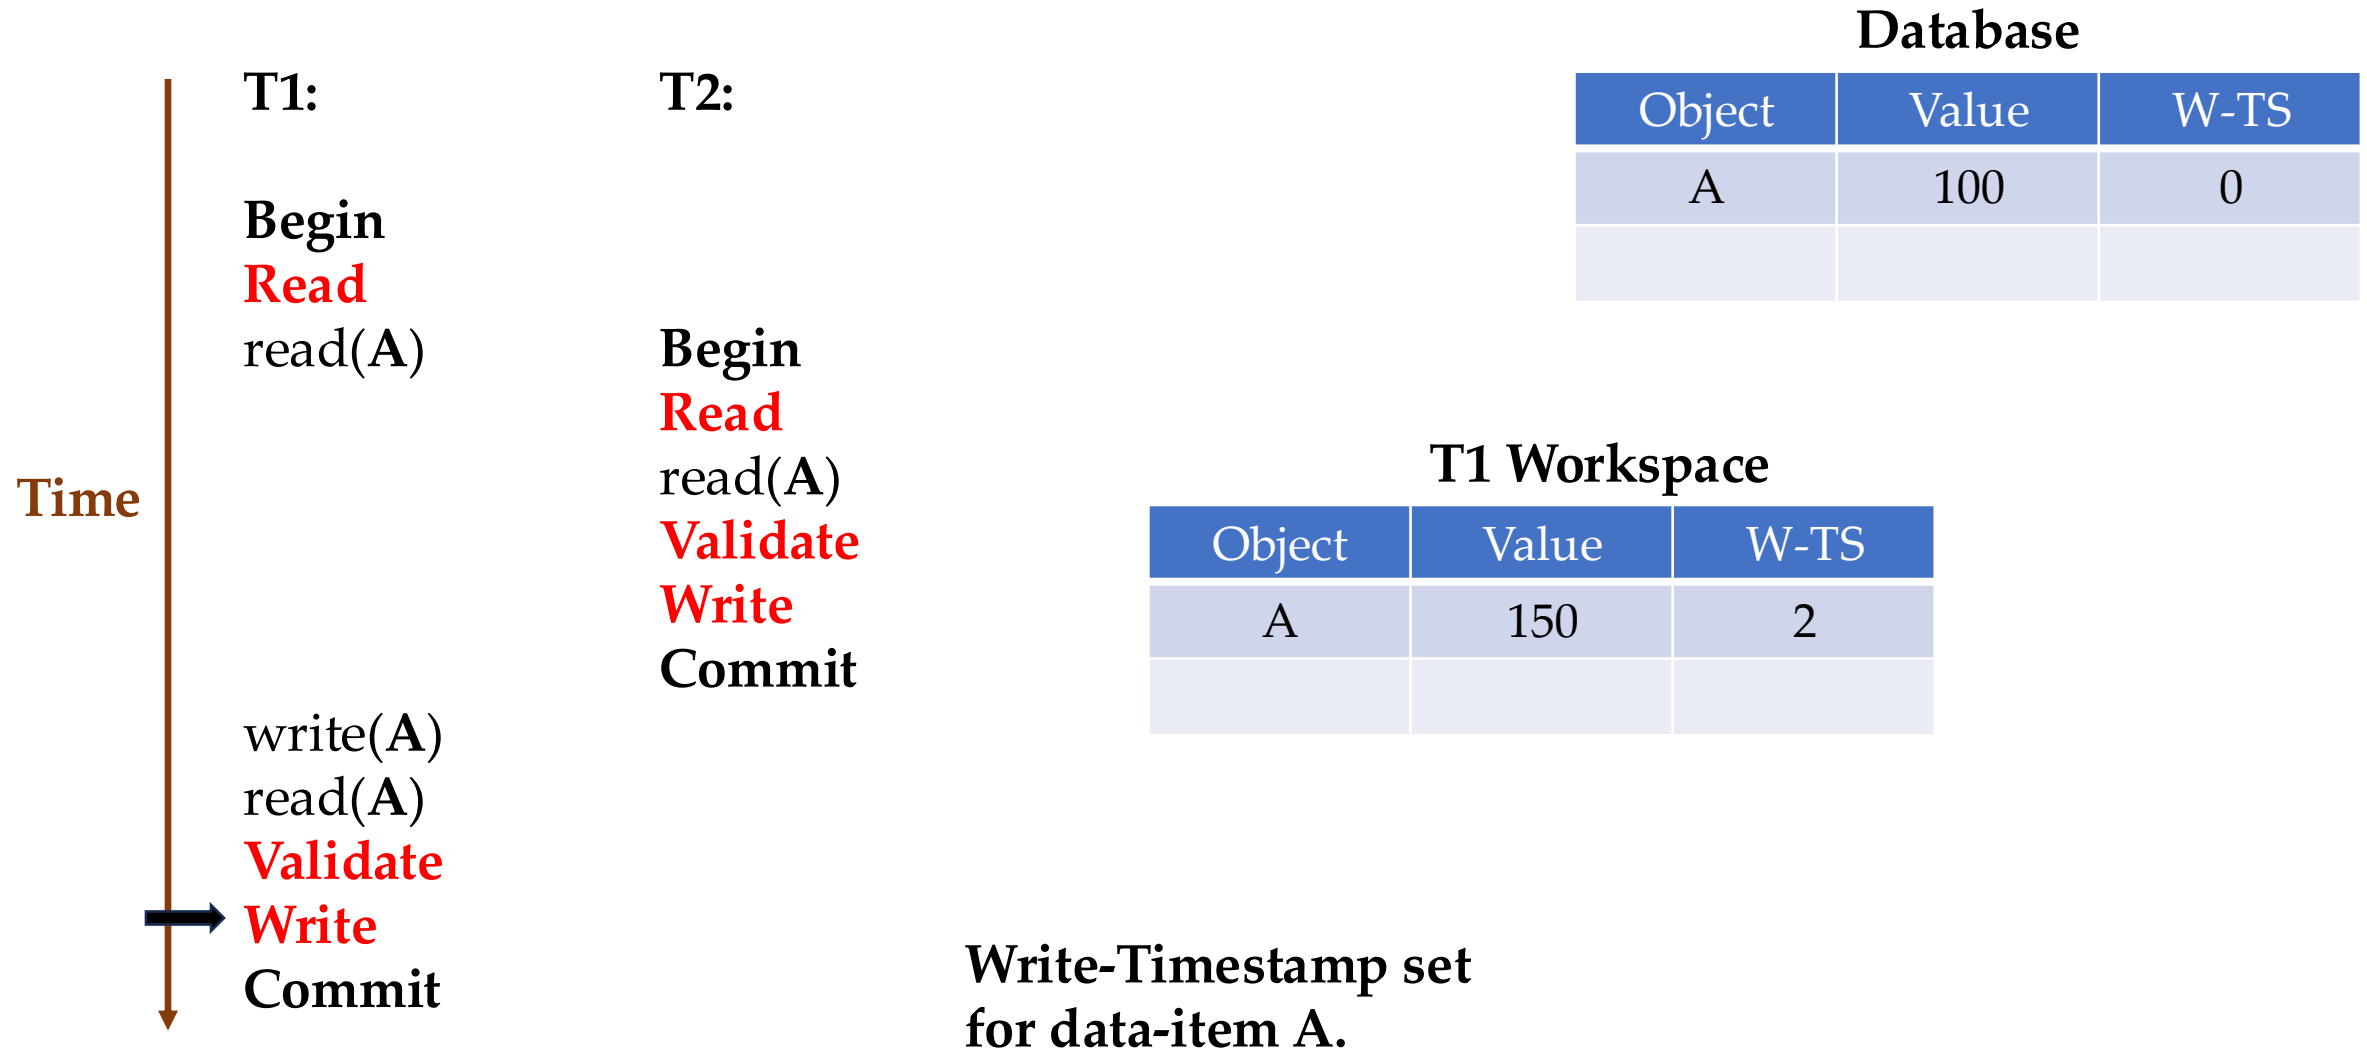 Database
T1:
T2:
Object Value W-TS
A 100 0
Begin
Read
read(A)
Begin
Read
read(A)
Validate
Write
Commit
Time
T1 Workspace
Object Value W-TS
A 150 2
write(A)
read(A)
Validate
Write
Commit
Write-Timestamp set
for data-item A.